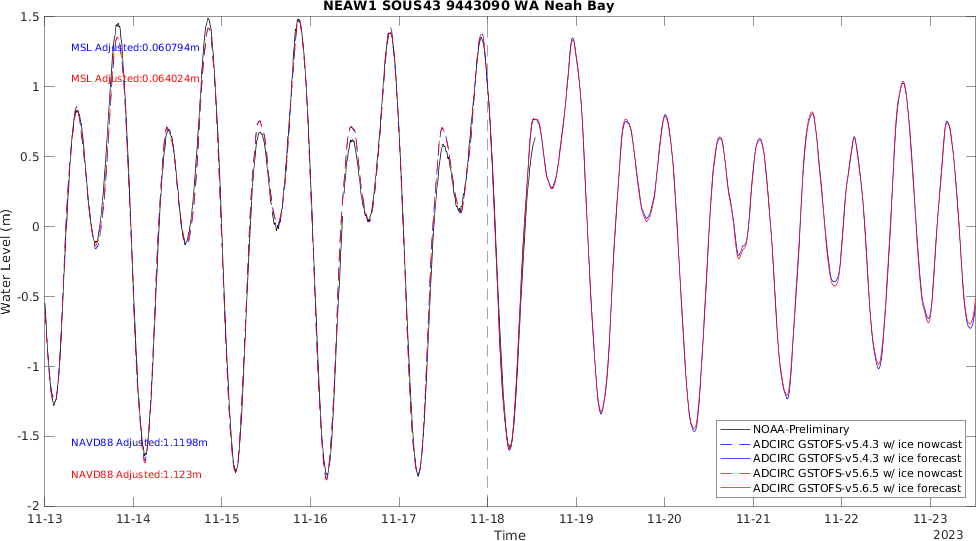 NEAW1 SOUS43 9443090 WA Neah Bay
1.5
1
0.5
0
-0.5
-1
-1.5
-2
Water Level (m)
MSL Adjusted:0.060794m
MSL Adjusted:0.064024m
NAVD88 Adjusted:1.1198m
NAVD88 Adjusted:1.123m
NOAA-Preliminary
ADCIRC GSTOFS-v5.4.3 w/ ice nowcast
ADCIRC GSTOFS-v5.4.3 w/ ice forecast
ADCIRC GSTOFS-v5.6.5 w/ ice nowcast
ADCIRC GSTOFS-v5.6.5 w/ ice forecast
11-13 11-14 11-15 11-16 11-17 11-18 11-19 11-20 11-21 11-22 11-23
Time
2023